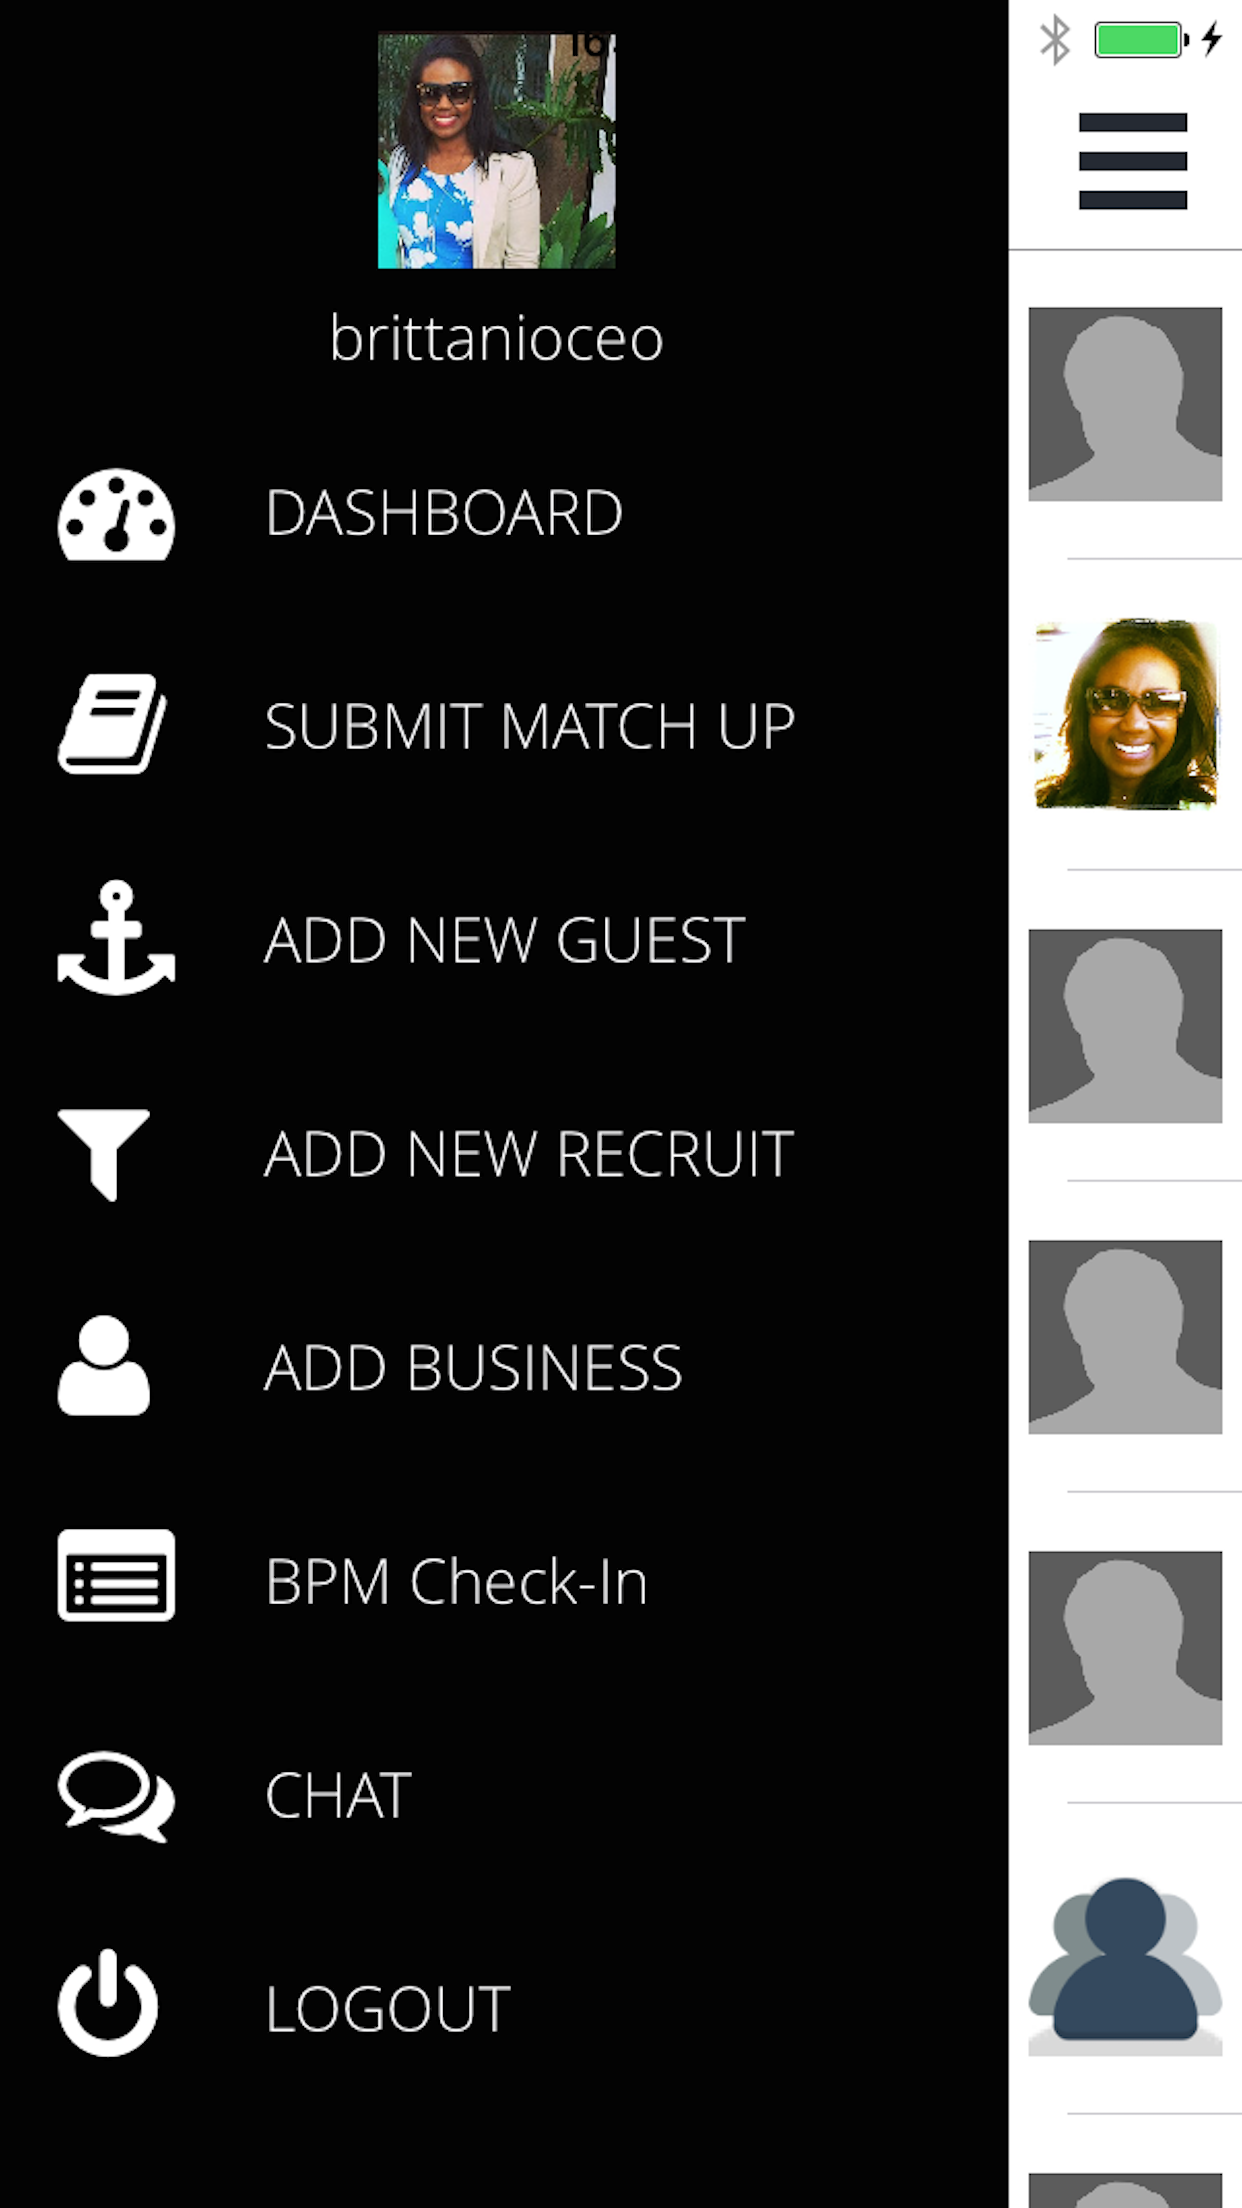 brittanioceo
DASHBOARD
SUBMIT MATCH UP
ADD NEW GUEST
ADD NEW RECRUIT
ADD BUSINESS
BPM Check-In
CHAT
LOGOUT